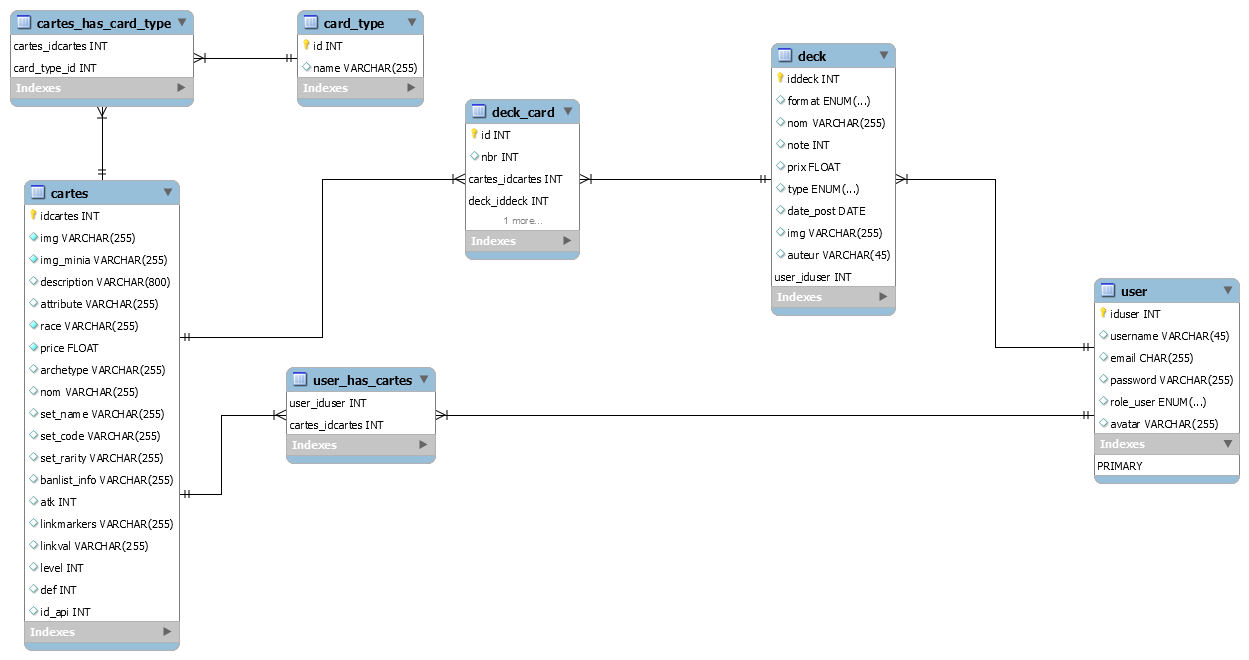 cartes_has_card_type
cartes_idcartes INT
card_type_id INT
Indexes
card_type
id INT
name VARCHAR(255)
Indexes
deck_card
id INT
nbr INT
cartes_idcartes INT
deck_iddeck INT
1 more...
Indexes
deck
iddeck INT
format ENUM(...)
nom VARCHAR(255)
note INT
prix FLOAT
type ENUM(...)
date_post DATE
img VARCHAR(255)
auteur VARCHAR(45)
user_iduser INT
Indexes
cartes
idcartes INT
img VARCHAR(255)
img_minia VARCHAR(255)
description VARCHAR(800)
attribute VARCHAR(255)
race VARCHAR(255)
price FLOAT
archetype VARCHAR(255)
nom VARCHAR(255)
set_name VARCHAR(255)
set_code VARCHAR(255)
set_rarity VARCHAR(255)
banlist_info VARCHAR(255)
atk INT
linkmarkers VARCHAR(255)
linkval VARCHAR(255)
level INT
def INT
id_api INT
Indexes
user_has_cartes
user_iduser INT
cartes_idcartes INT
Indexes
user
iduser INT
username VARCHAR(45)
email CHAR(255)
password VARCHAR(255)
role_user ENUM(...)
avatar VARCHAR(255)
Indexes
PRIMARY